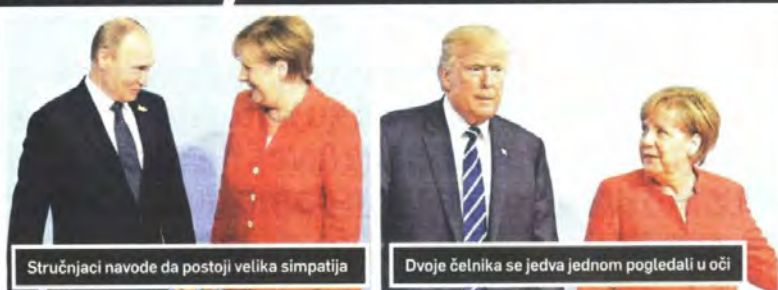 Stručnjaci navode da postoji velika simpatija
Dvoje čelnika se jedva jednom pogledali u oči